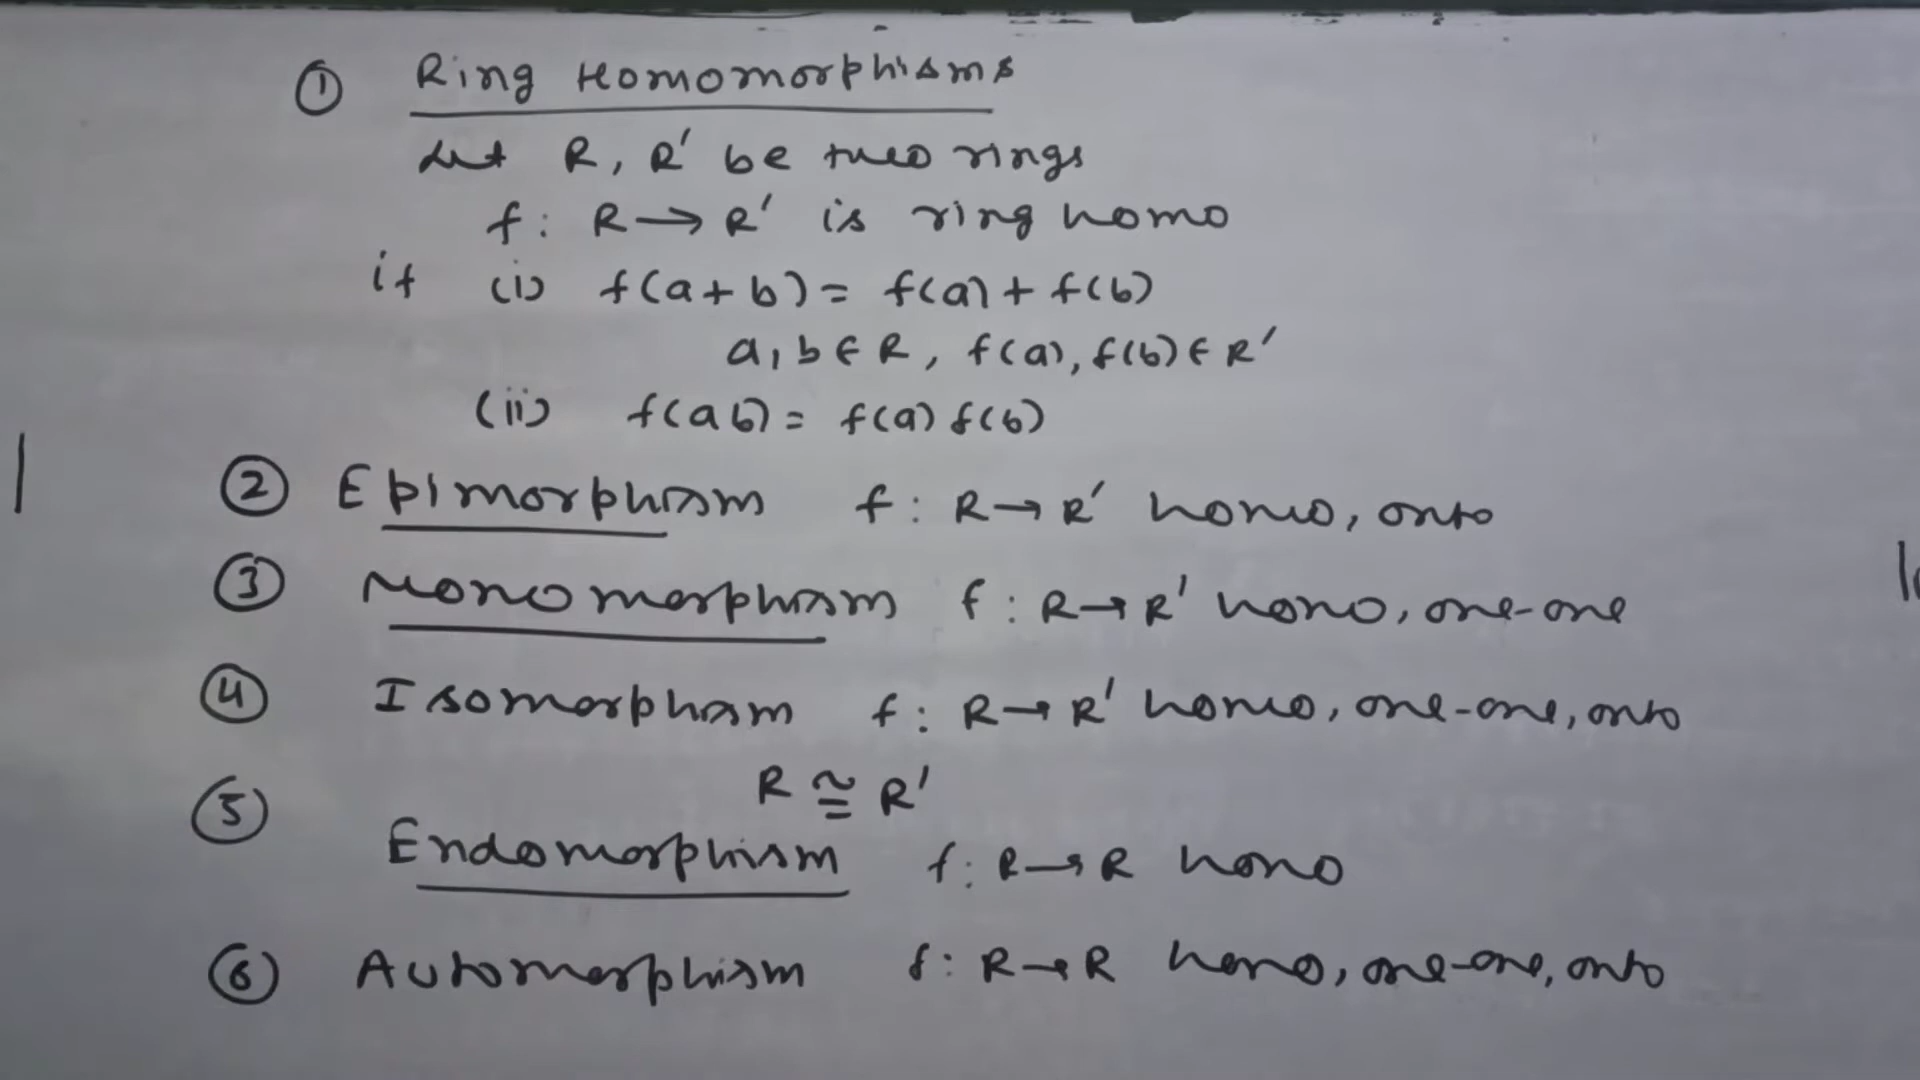 ① Ring Homomorphisms
Let R, R' be two rings
f: R → R' is ring homo
if (i) f(a+b) = f(a) + f(b)
a, b ∈ R, f(a), f(b) ∈ R'
(ii) f(ab) = f(a) f(b)
② Epimorphism f: R → R' homo, onto
③ Monomorphism f: R → R' homo, one-one
④ Isomorphism f: R → R' homo, one-one, onto
R ≅ R'
⑤ Endomorphism f: R → R homo
⑥ Automorphism f: R → R homo, one-one, onto